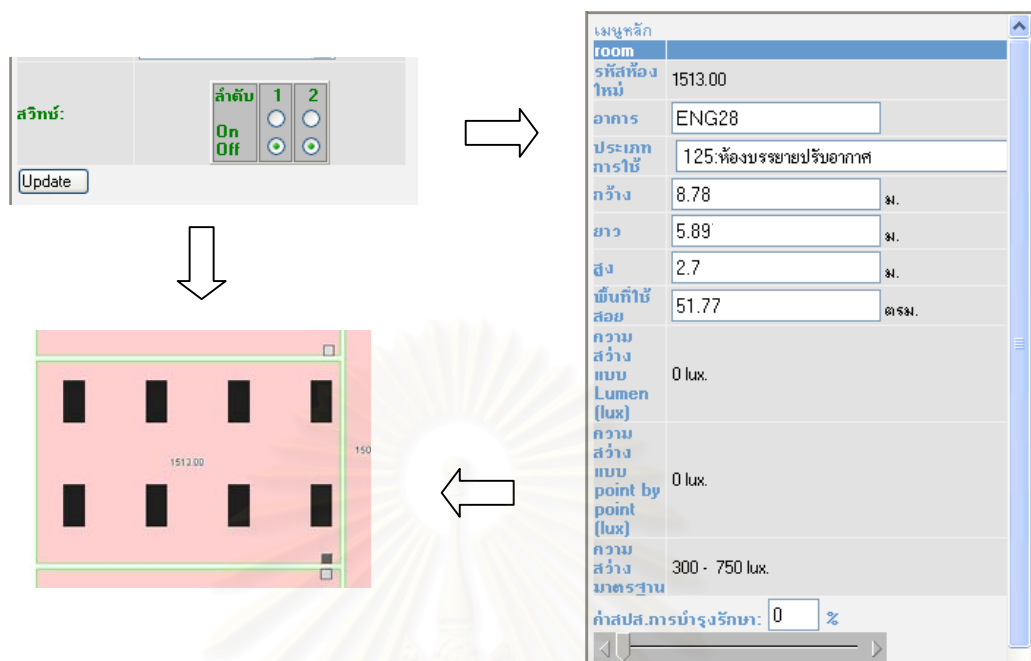 ลำดับ 1 2
สวิทช์:
On
Off
Update
เมนูหลัก
room
รหัสห้อง
ใหม่
1513.00
อาคาร
ENG28
ประเภท
การใช้
125:ห้องบรรยายปรับอากาศ
กว้าง
8.78
ม.
ยาว
5.89
ม.
สูง
2.7
ม.
พื้นที่ใช้
สอย
51.77
ตรม.
ความ
สว่าง
แบบ
Lumen
(lux)
0 lux.
ความ
สว่าง
แบบ
point by
point
(lux)
0 lux.
ความ
สว่าง
มาตรฐาน
300 - 750 lux.
ค่าสปส.การบำรุงรักษา: 0 %
1513.00
150